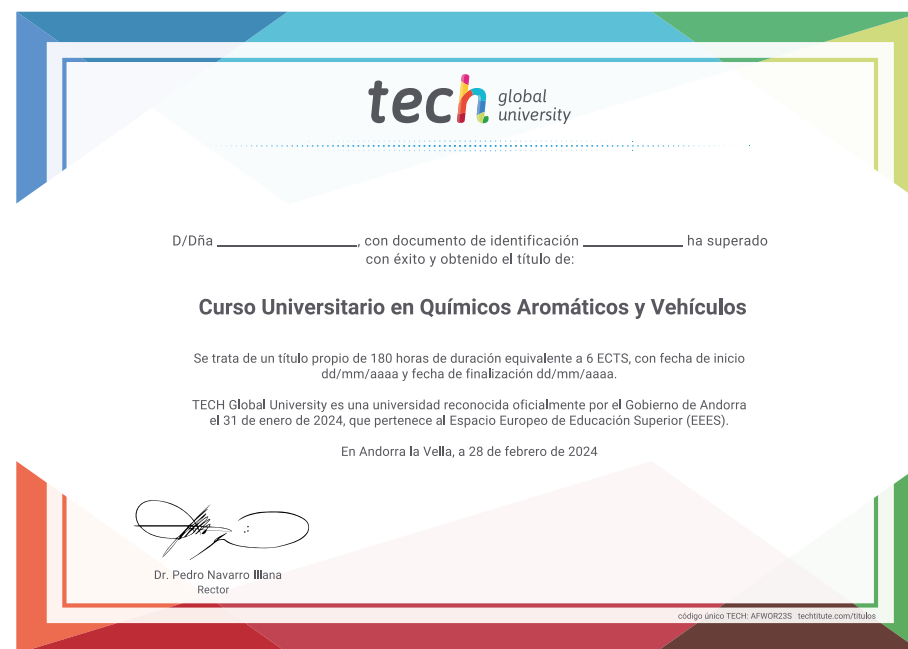 tech global university
D/Dña ______________, con documento de identificación __________ ha superado
con éxito y obtenido el título de:
Curso Universitario en Químicos Aromáticos y Vehículos
Se trata de un título propio de 180 horas de duración equivalente a 6 ECTS, con fecha de inicio
dd/mm/aaaa y fecha de finalización dd/mm/aaaa.
TECH Global University es una universidad reconocida oficialmente por el Gobierno de Andorra
el 31 de enero de 2024, que pertenece al Espacio Europeo de Educación Superior (EEES).
En Andorra la Vella, a 28 de febrero de 2024
Dr. Pedro Navarro Illana
Rector
código único TECH: AFWOR23S techtitute.com/titulos